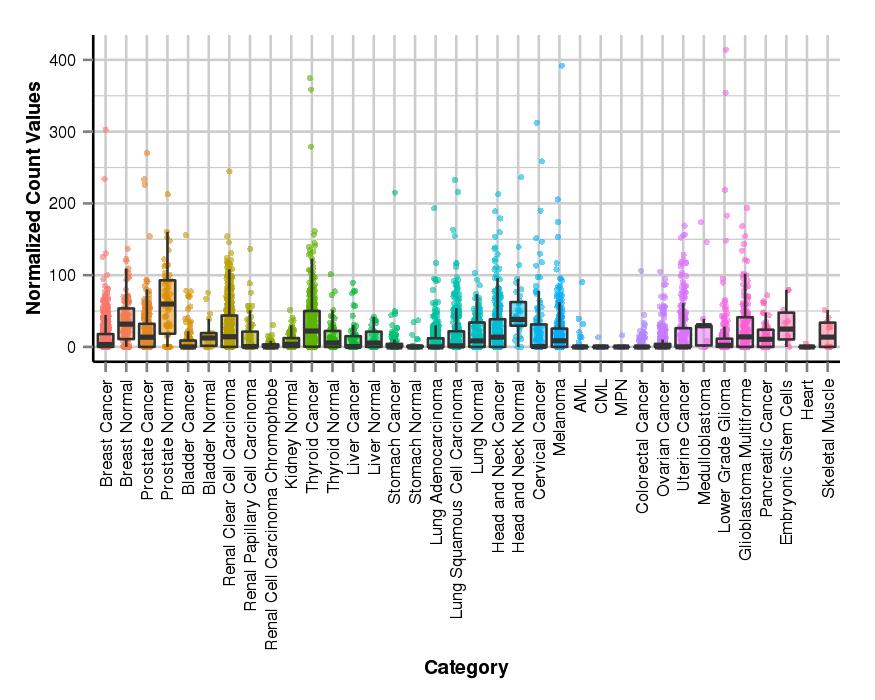 Normalized Count Values
400
300
200
100
0
Breast Cancer
Breast Normal
Prostate Cancer
Prostate Normal
Bladder Cancer
Bladder Normal
Renal Clear Cell Carcinoma
Renal Papillary Cell Carcinoma
Renal Cell Carcinoma Chromophobe
Kidney Normal
Thyroid Cancer
Thyroid Normal
Liver Cancer
Liver Normal
Stomach Cancer
Stomach Normal
Lung Adenocarcinoma
Lung Squamous Cell Carcinoma
Lung Normal
Head and Neck Cancer
Head and Neck Normal
Cervical Cancer
Melanoma
AML
CML
MPN
Colorectal Cancer
Ovarian Cancer
Uterine Cancer
Medulloblastoma
Lower Grade Glioma
Glioblastoma Multiforme
Pancreatic Cancer
Embryonic Stem Cells
Heart
Skeletal Muscle
Category